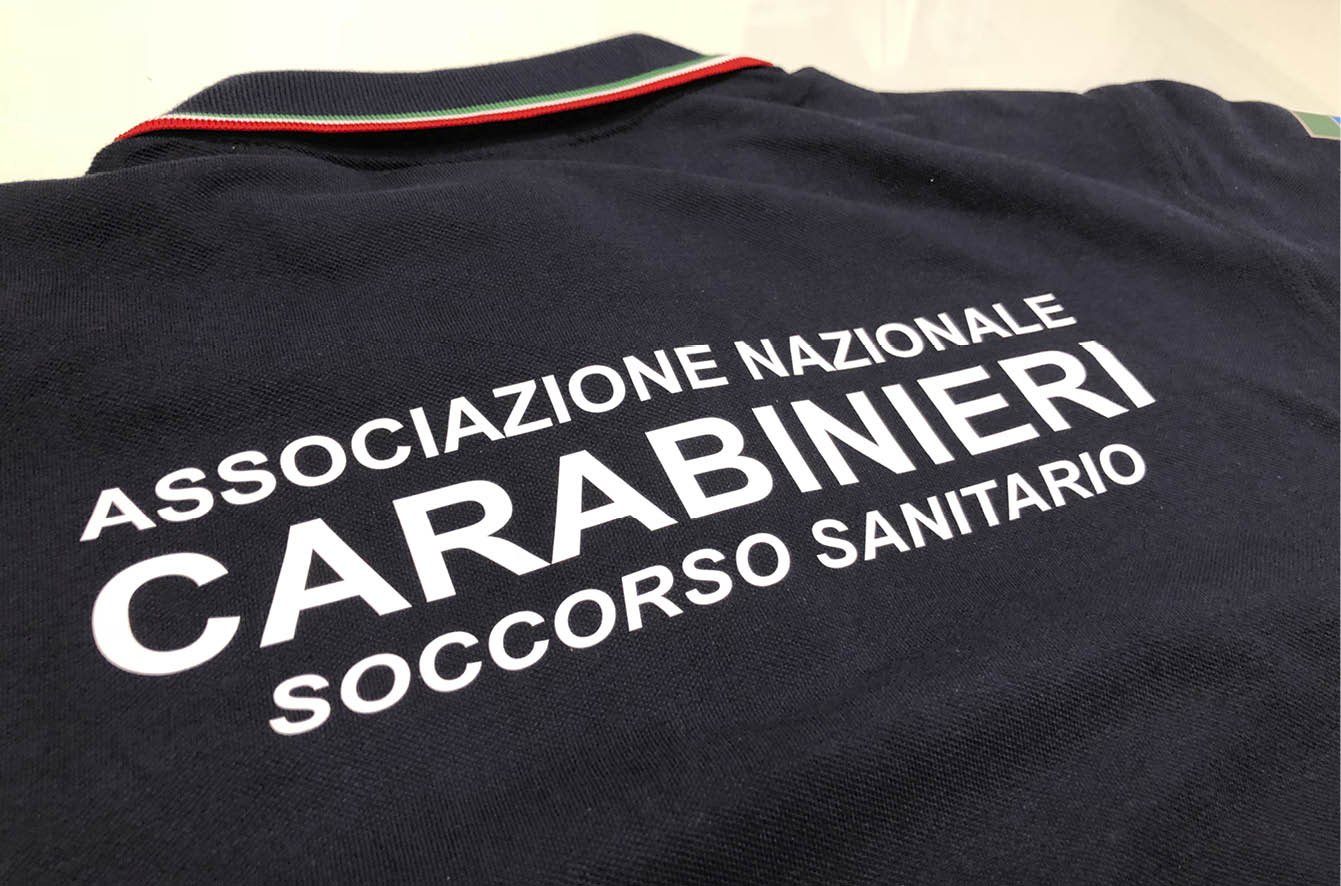 ASSOCIAZIONE NAZIONALE
CARABINIERI
SOCCORSO SANITARIO